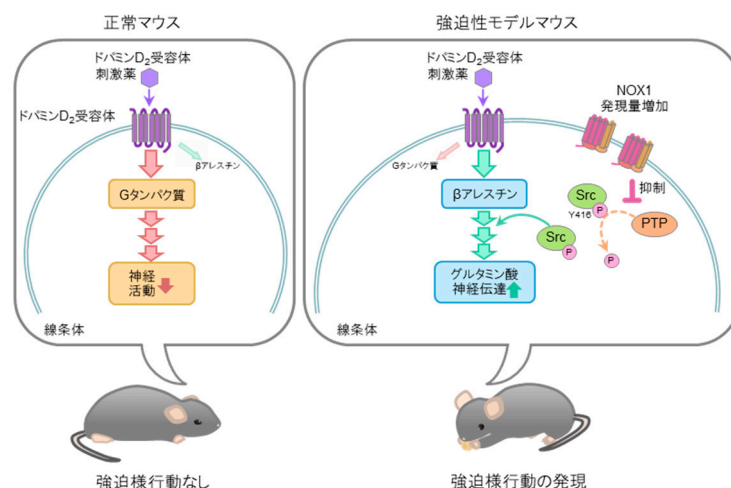 正常マウス
ドパミンD₂受容体
刺激薬
ドパミンD₂受容体
βアレスチン
Gタンパク質
神経
活動
線条体
強迫様行動なし
強迫性モデルマウス
ドパミンD₂受容体
刺激薬
NOX1
発現量増加
Gタンパク質
βアレスチン
抑制
Src
P
Y416
PTP
Src
P
P
グルタミン酸
神経伝達
線条体
強迫様行動の発現